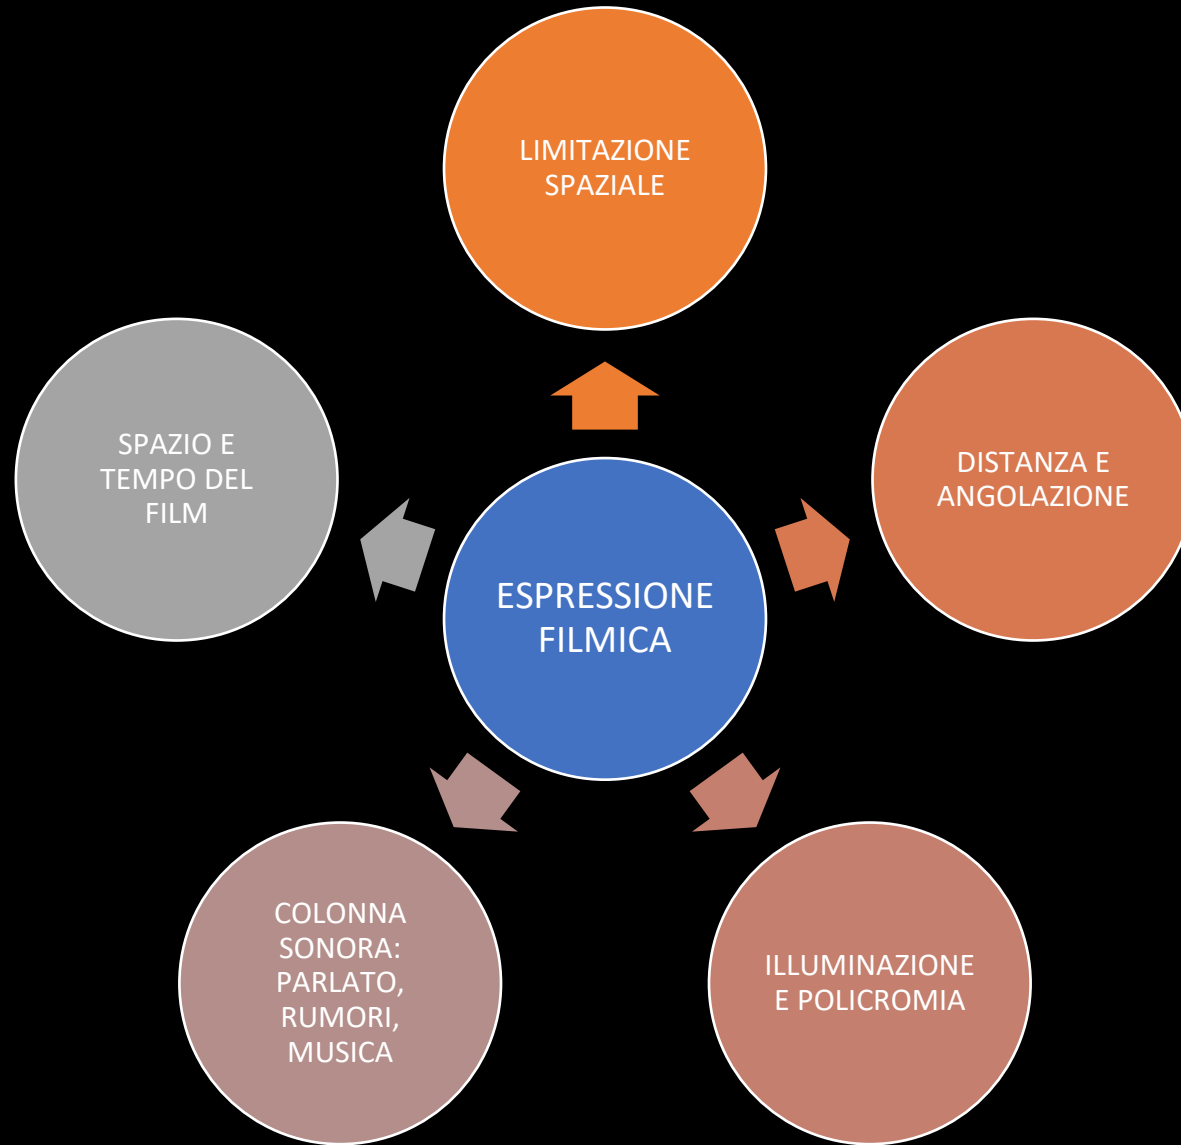 LIMITAZIONE
SPAZIALE
DISTANZA E
ANGOLAZIONE
ILLUMINAZIONE
E POLICROMIA
COLONNA
SONORA:
PARLATO,
RUMORI,
MUSICA
SPAZIO E
TEMPO DEL
FILM
ESPRESSIONE
FILMICA